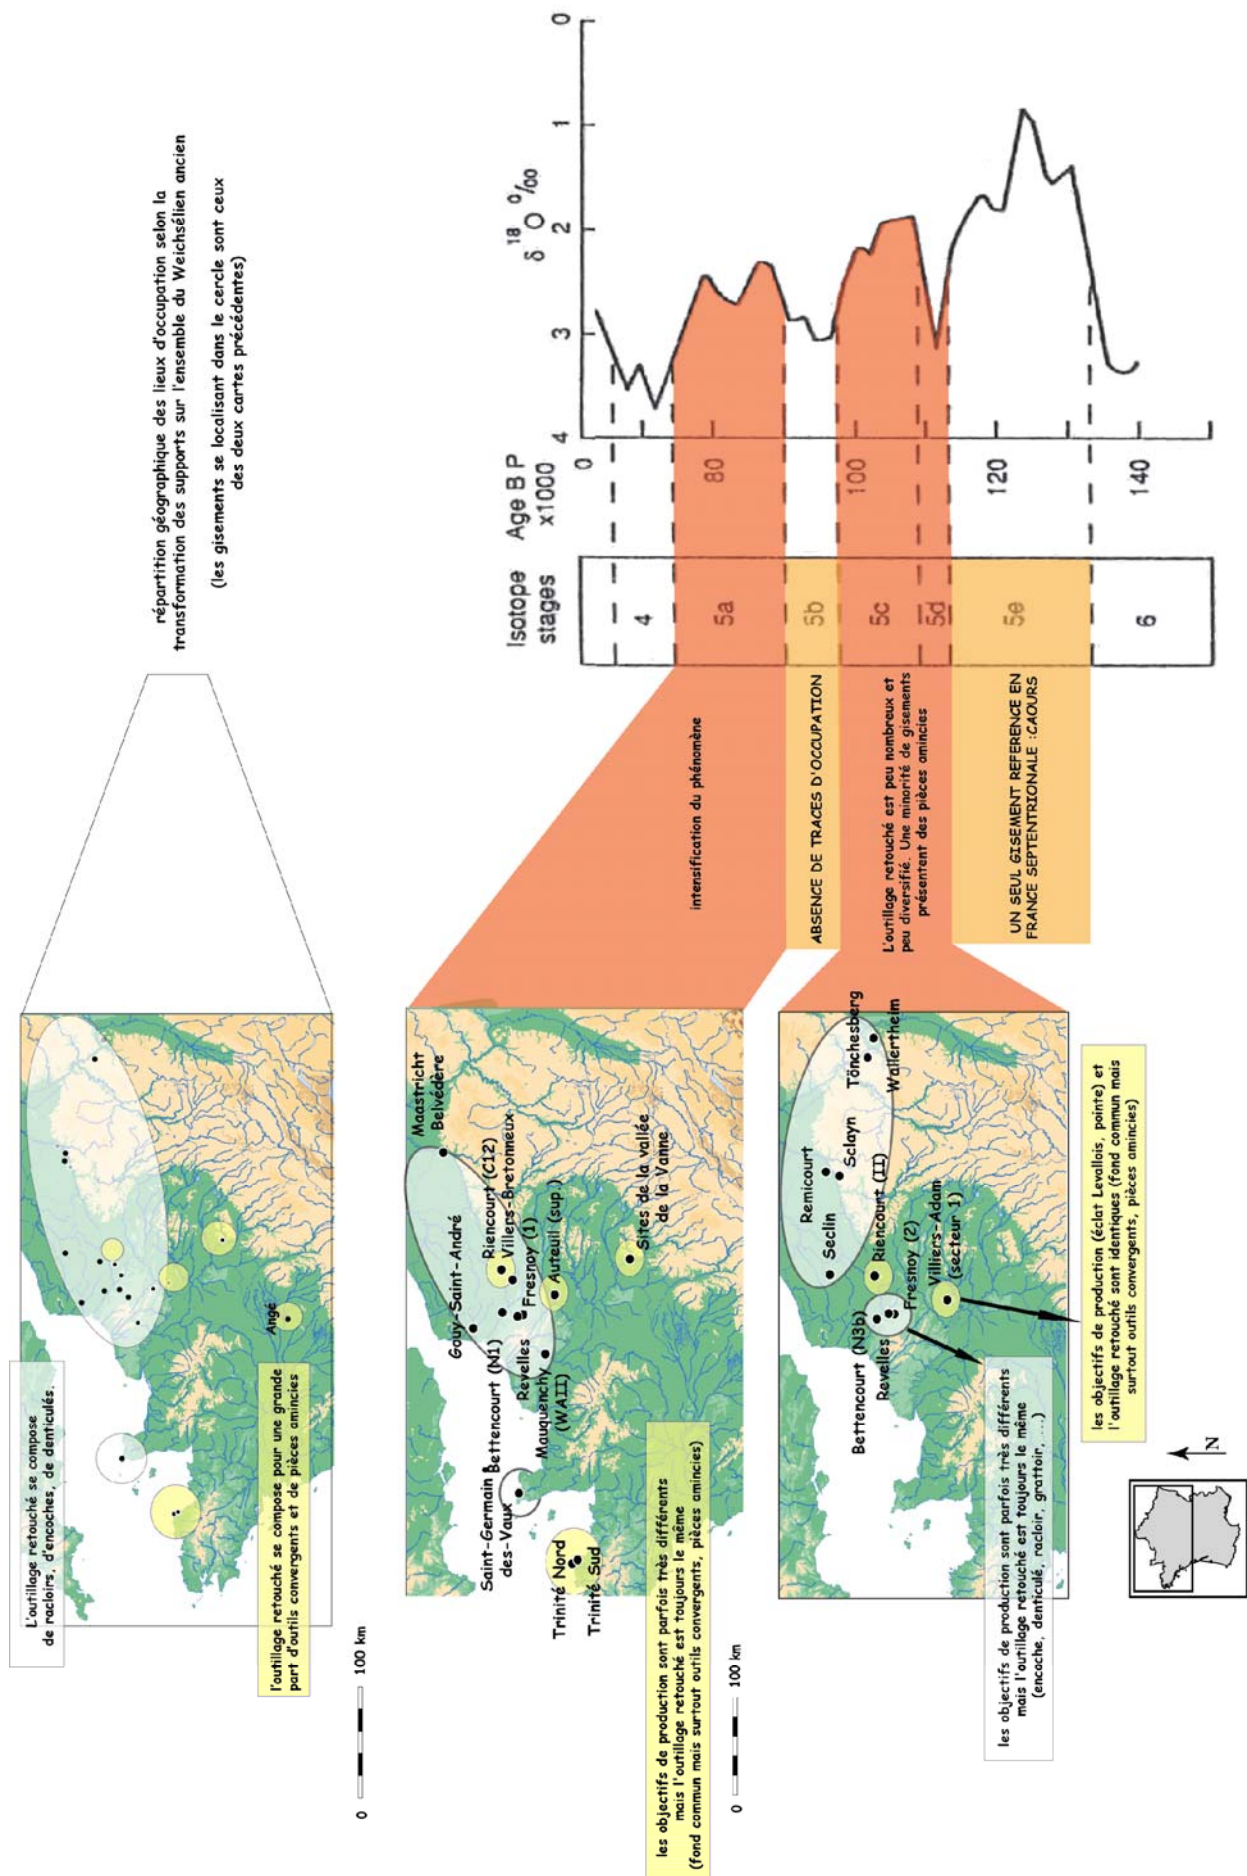 L'outillage retouché se compose
de racloirs, d'encoches, de denticulés.
Angé
l'outillage retouché se compose pour une grande
part d'outils convergents et de pièces amincies
0 100 km
répartition géographique des lieux d'occupation selon la
transformation des supports sur l'ensemble du Weichsélien ancien
(les gisements se localisant dans le cercle sont ceux
des deux cartes précédentes)
Maastricht
Belvédère
Gouy-Saint-André
Riencourt (C12)
Villers-Bretonneux
Bettencourt (N1)
Fresnoy (1)
Revelles
Auteuil (sup.)
Mauquenchy
(WAII)
Saint-Germain
des-Vaux
Sites de la vallée
de la Vanne
Trinité Nord
Trinité Sud
les objectifs de production sont parfois très différents
mais l'outillage retouché est toujours le même
(fond commun mais surtout outils convergents, pièces amincies)
0 100 km
Remicourt
Seclin
Sclayn
Tönchesberg
Wallertheim
Riencourt (II)
Bettencourt (N3b)
Revelles
Fresnoy (2)
Villiers-Adam
(secteur 1)
les objectifs de production sont parfois très différents
mais l'outillage retouché est toujours le même
(encoche, denticulé, racloir, grattoir, ...)
les objectifs de production (éclat Levallois, pointe) et
l'outillage retouché sont identiques (fond commun mais
surtout outils convergents, pièces amincies)
N
intensification du phénomène
ABSENCE DE TRACES D'OCCUPATION
L'outillage retouché est peu nombreux et
peu diversifié. Une minorité de gisements
présentent des pièces amincies
UN SEUL GISEMENT REFERENCE EN
FRANCE SEPTENTRIONALE :CAOURS
Isotope
stages
4
5a
5b
5c
5d
5e
6
Age B P
x1000
0
80
100
120
140
δ 18 O ‰
4 3 2 1 0